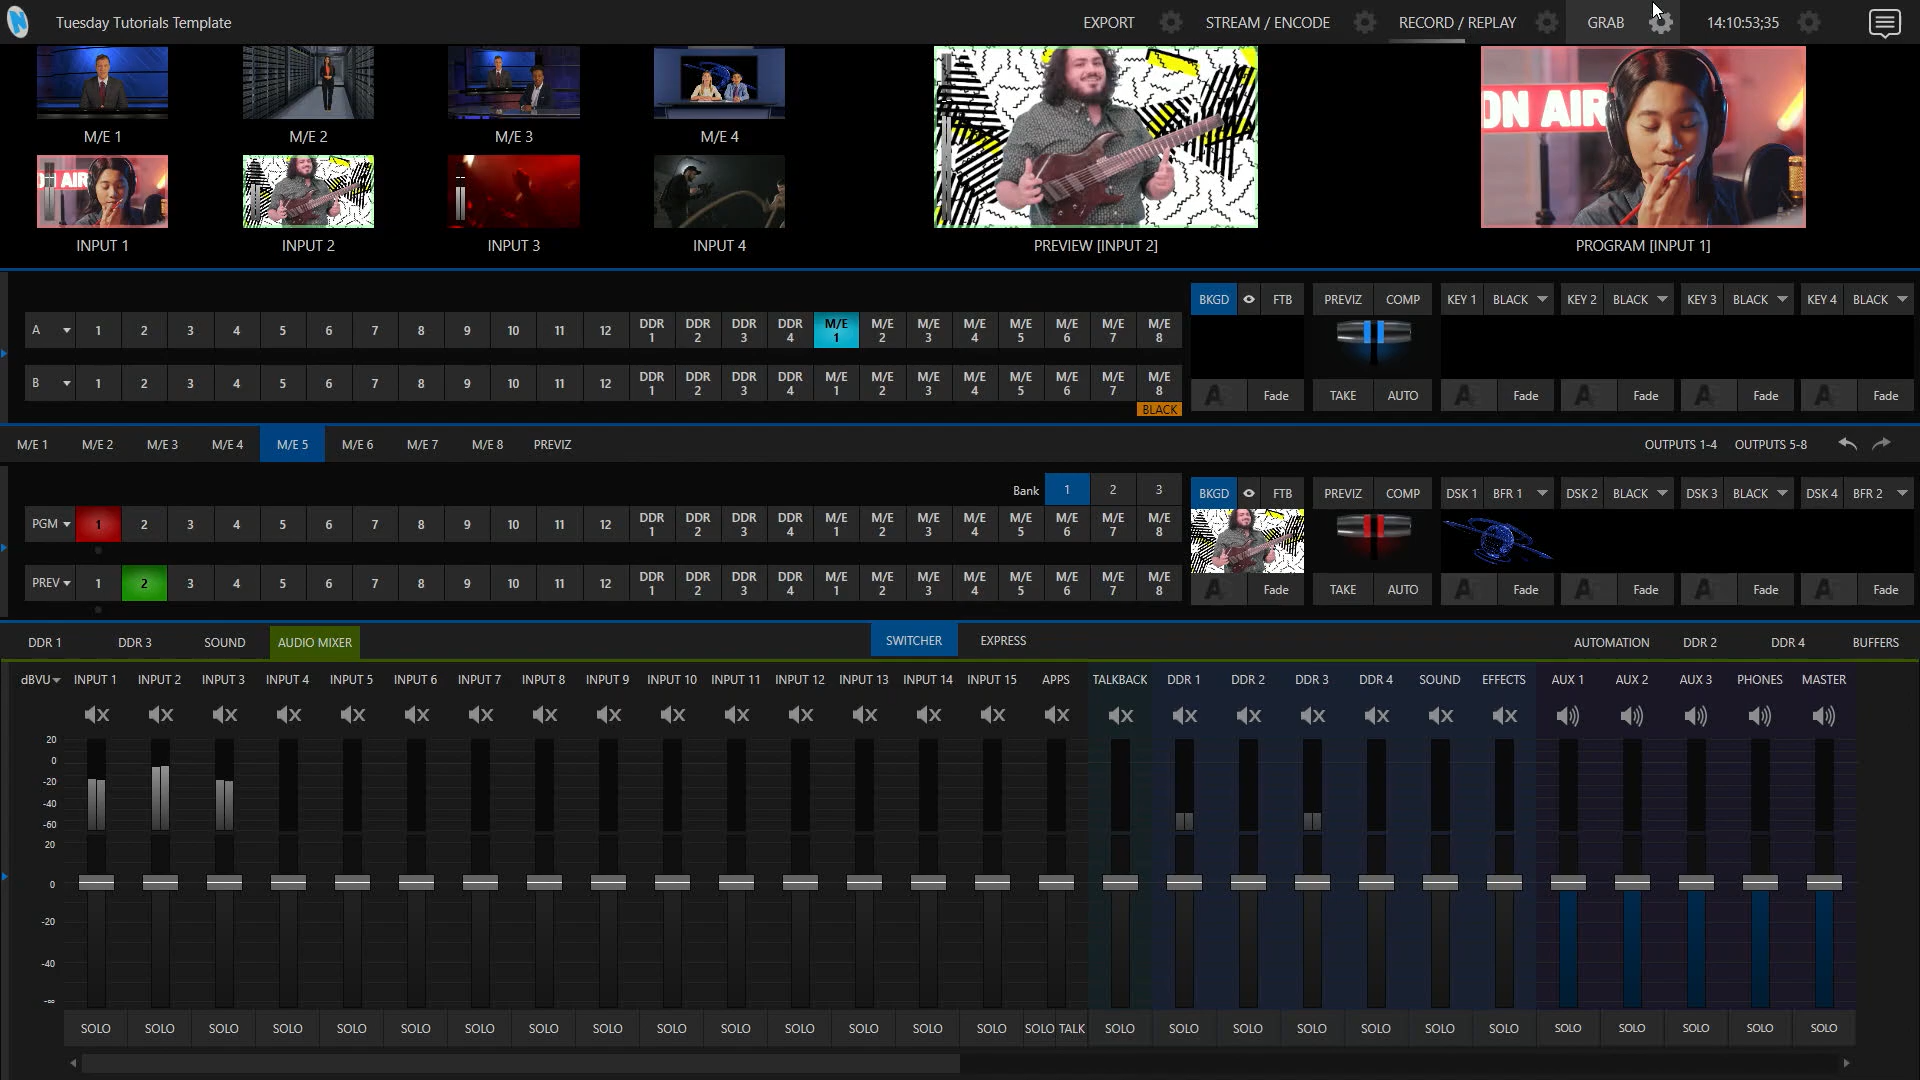 Tuesday Tutorials Template EXPORT STREAM / ENCODE RECORD / REPLAY GRAB 14:10:53;35
M/E 1 M/E 2 M/E 3 M/E 4
ON AIR
INPUT 1 INPUT 2 INPUT 3 INPUT 4 PREVIEW [INPUT 2] PROGRAM [INPUT 1]
BKGD FTB PREVIZ COMP KEY 1 BLACK KEY 2 BLACK KEY 3 BLACK KEY 4 BLACK
A 1 2 3 4 5 6 7 8 9 10 11 12 DDR 1 DDR 2 DDR 3 DDR 4 M/E 1 M/E 2 M/E 3 M/E 4 M/E 5 M/E 6 M/E 7 M/E 8
B 1 2 3 4 5 6 7 8 9 10 11 12 DDR 1 DDR 2 DDR 3 DDR 4 M/E 1 M/E 2 M/E 3 M/E 4 M/E 5 M/E 6 M/E 7 M/E 8
Fade TAKE AUTO Fade Fade Fade Fade
BLACK
M/E 1 M/E 2 M/E 3 M/E 4 M/E 5 M/E 6 M/E 7 M/E 8 PREVIZ OUTPUTS 1-4 OUTPUTS 5-8
Bank 1 2 3 BKGD FTB PREVIZ COMP DSK 1 BFR 1 DSK 2 BLACK DSK 3 BLACK DSK 4 BFR 2
PGM 1 2 3 4 5 6 7 8 9 10 11 12 DDR 1 DDR 2 DDR 3 DDR 4 M/E 1 M/E 2 M/E 3 M/E 4 M/E 5 M/E 6 M/E 7 M/E 8
PREV 1 2 3 4 5 6 7 8 9 10 11 12 DDR 1 DDR 2 DDR 3 DDR 4 M/E 1 M/E 2 M/E 3 M/E 4 M/E 5 M/E 6 M/E 7 M/E 8
Fade TAKE AUTO Fade Fade Fade Fade
DDR 1 DDR 3 SOUND AUDIO MIXER SWITCHER EXPRESS AUTOMATION DDR 2 DDR 4 BUFFERS
dBVU INPUT 1 INPUT 2 INPUT 3 INPUT 4 INPUT 5 INPUT 6 INPUT 7 INPUT 8 INPUT 9 INPUT 10 INPUT 11 INPUT 12 INPUT 13 INPUT 14 INPUT 15 APPS TALKBACK DDR 1 DDR 2 DDR 3 DDR 4 SOUND EFFECTS AUX 1 AUX 2 AUX 3 PHONES MASTER
20
0
-20
-40
-60
20
0
-20
-40
-∞
SOLO SOLO SOLO SOLO SOLO SOLO SOLO SOLO SOLO SOLO SOLO SOLO SOLO SOLO SOLO SOLO TALK SOLO SOLO SOLO SOLO SOLO SOLO SOLO SOLO SOLO SOLO SOLO SOLO